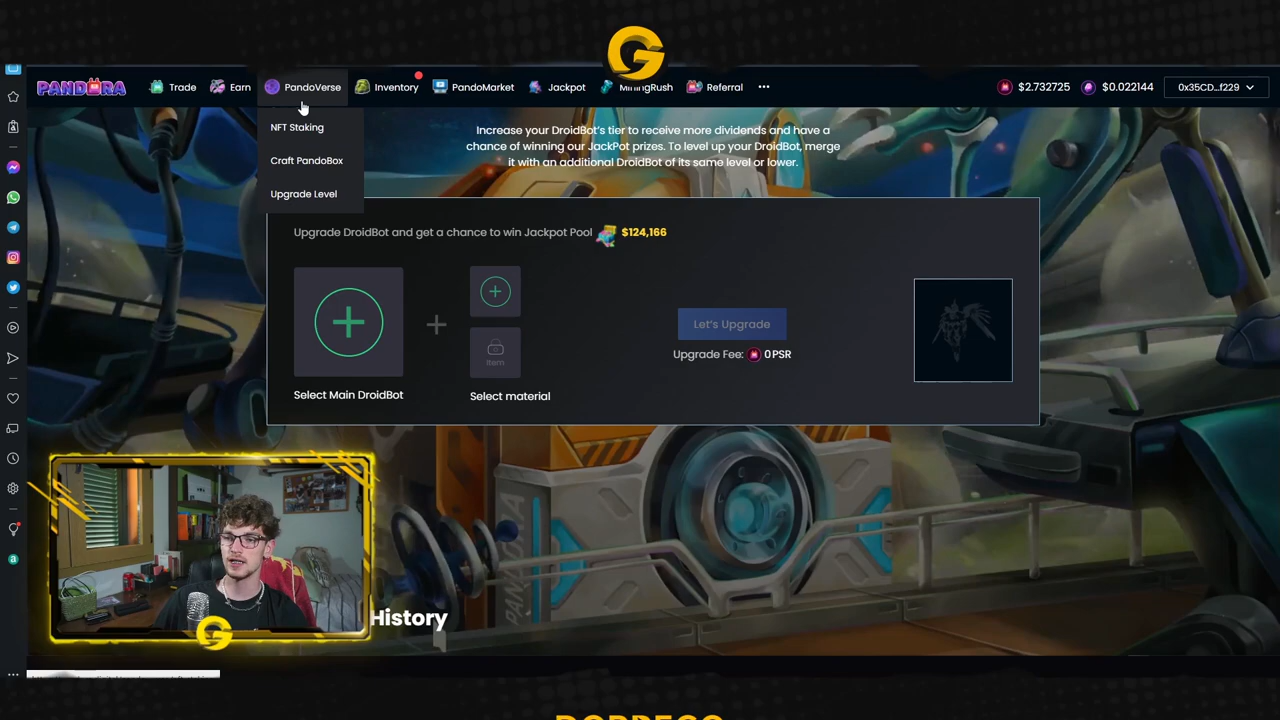 G
PANDORA
Trade
Earn
PandoVerse
Inventory
PandoMarket
Jackpot
MiningRush
Referral
$2.732725
$0.022144
0x35CD...f229
NFT Staking
Craft PandoBox
Upgrade Level
Increase your DroidBot's tier to receive more dividends and have a
chance of winning our JackPot prizes. To level up your DroidBot, merge
it with an additional DroidBot of its same level or lower.
Upgrade DroidBot and get a chance to win Jackpot Pool $124,166
Item
Let's Upgrade
Upgrade Fee: 0 PSR
Select Main DroidBot
Select material
PANDORA
History
G